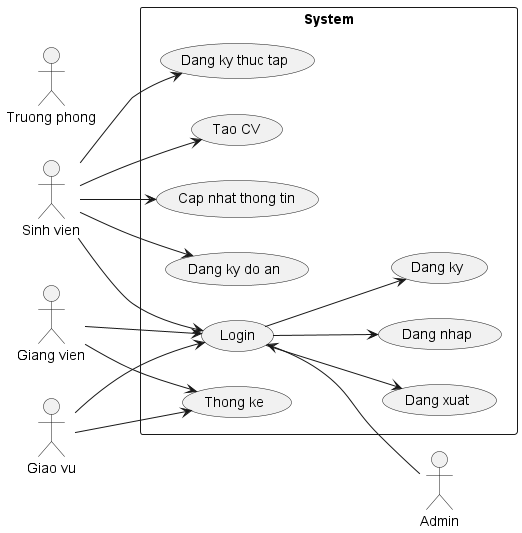 System
Dang ky thuc tap
Truong phong
Tao CV
Cap nhat thong tin
Sinh vien
Dang ky do an
Dang ky
Login
Dang nhap
Giang vien
Thong ke
Dang xuat
Giao vu
Admin